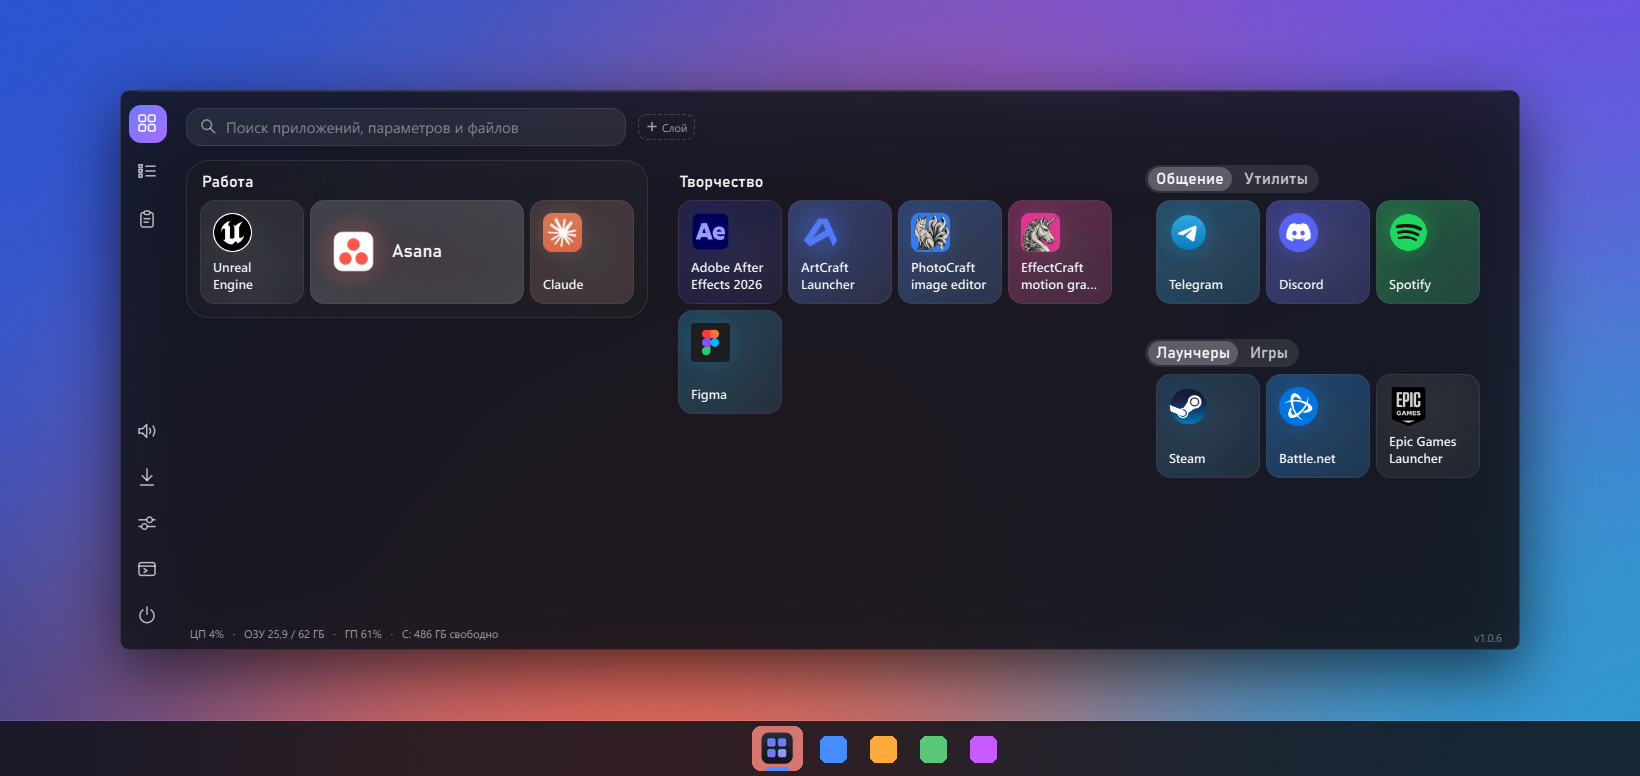 Поиск приложений, параметров и файлов
+ Слой
Работа
Unreal
Engine
Asana
Claude
Творчество
Ae
Adobe After
Effects 2026
ArtCraft
Launcher
PhotoCraft
image editor
EffectCraft
motion gra...
Figma
Общение
Утилиты
Telegram
Discord
Spotify
Лаунчеры
Игры
Steam
Battle.net
EPIC
GAMES
Epic Games
Launcher
ЦП 4% · ОЗУ 25,9 / 62 ГБ · ГП 61% · C: 486 ГБ свободно
v1.0.6